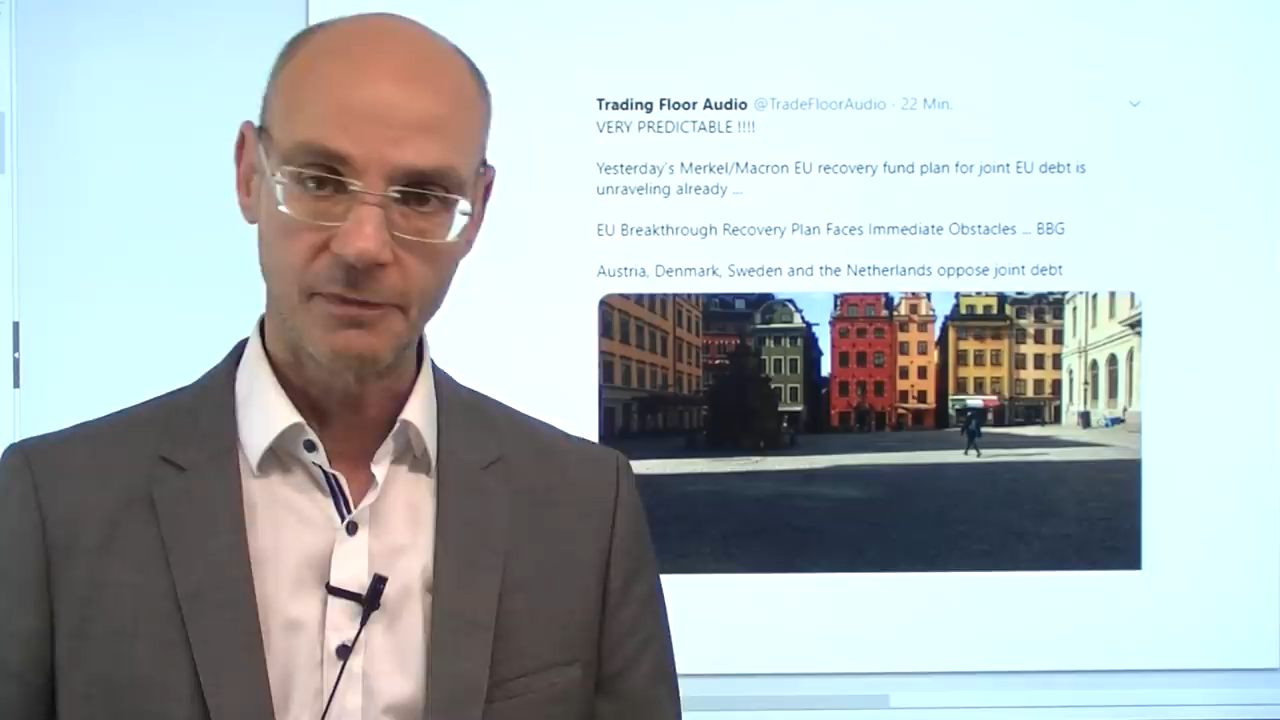 Trading Floor Audio @TradeFloorAudio · 22 Min.
VERY PREDICTABLE !!!!
Yesterday's Merkel/Macron EU recovery fund plan for joint EU debt is
unraveling already ...
EU Breakthrough Recovery Plan Faces Immediate Obstacles ... BBG
Austria, Denmark, Sweden and the Netherlands oppose joint debt